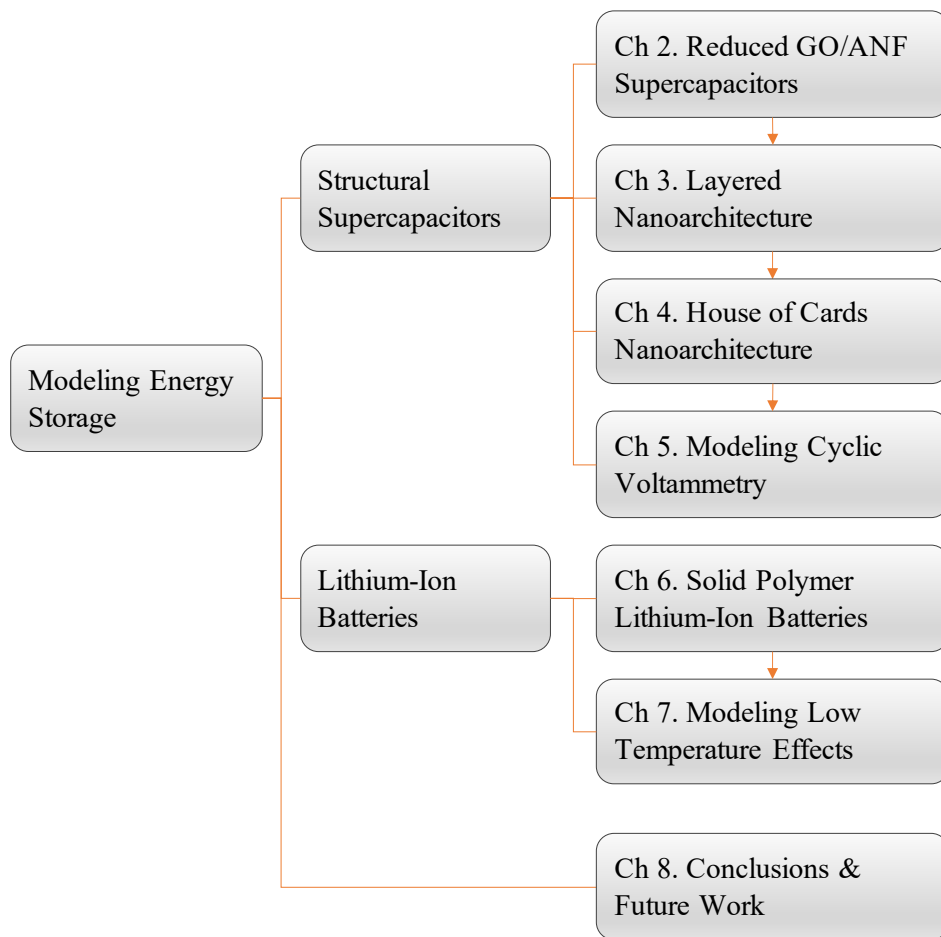 Ch 2. Reduced GO/ANF
Supercapacitors
Structural
Supercapacitors
Ch 3. Layered
Nanoarchitecture
Ch 4. House of Cards
Nanoarchitecture
Modeling Energy
Storage
Ch 5. Modeling Cyclic
Voltammetry
Lithium-Ion
Batteries
Ch 6. Solid Polymer
Lithium-Ion Batteries
Ch 7. Modeling Low
Temperature Effects
Ch 8. Conclusions &
Future Work